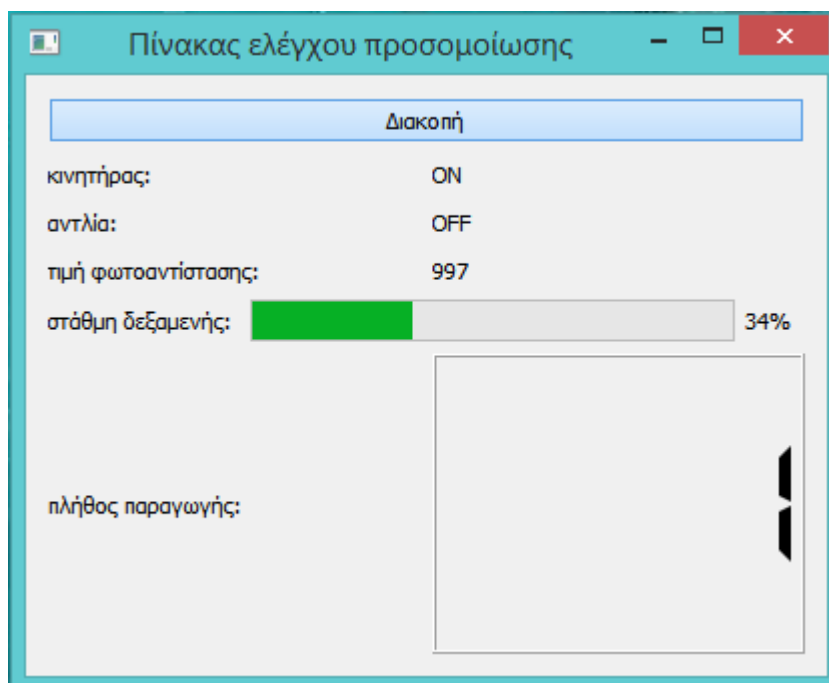 Πίνακας ελέγχου προσομοίωσης
Διακοπή
κινητήρας: ON
αντλία: OFF
τιμή φωτοαντίστασης: 997
στάθμη δεξαμενής: 34%
πλήθος παραγωγής: 1